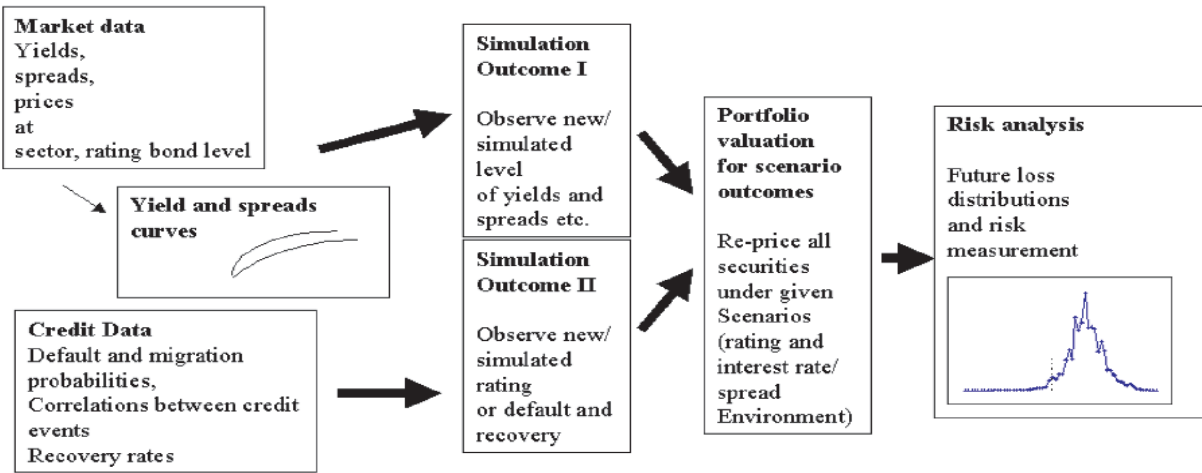 Market data
Yields,
spreads,
prices
at
sector, rating bond level
Yield and spreads
curves
Credit Data
Default and migration
probabilities,
Correlations between credit
events
Recovery rates
Simulation
Outcome I
Observe new/
simulated
level
of yields and
spreads etc.
Simulation
Outcome II
Observe new/
simulated
rating
or default and
recovery
Portfolio
valuation
for scenario
outcomes
Re-price all
securities
under given
Scenarios
(rating and
interest rate/
spread
Environment)
Risk analysis
Future loss
distributions
and risk
measurement